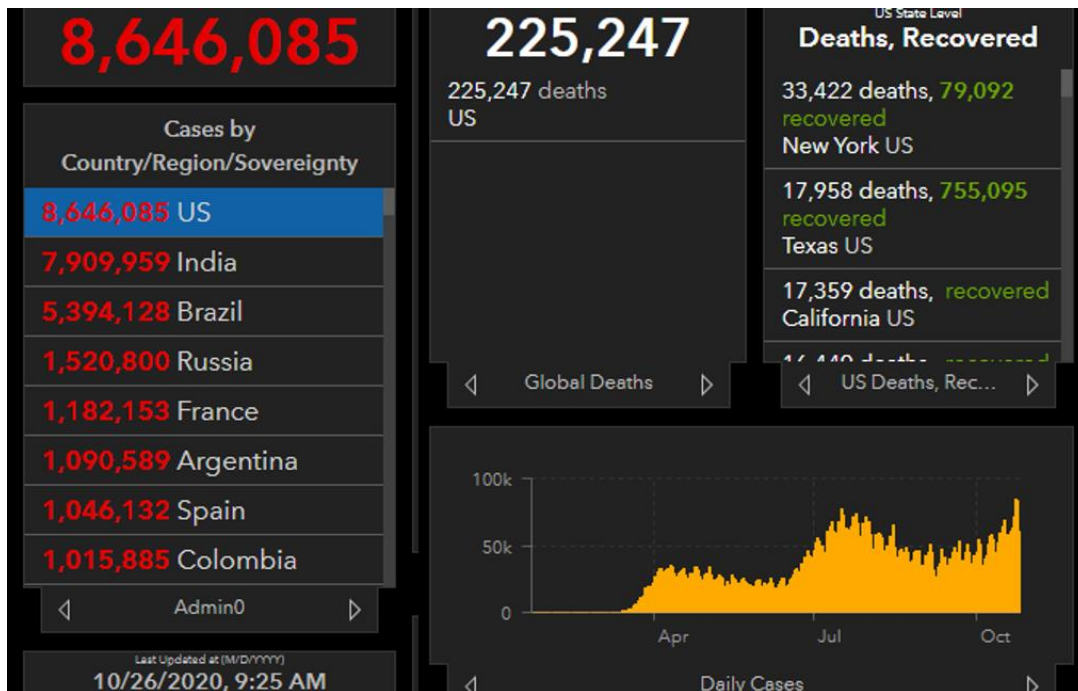 8,646,085
Cases by
Country/Region/Sovereignty
8,646,085 US
7,909,959 India
5,394,128 Brazil
1,520,800 Russia
1,182,153 France
1,090,589 Argentina
1,046,132 Spain
1,015,885 Colombia
Admin0
Last Updated at (M/D/YYYY)
10/26/2020, 9:25 AM
225,247
225,247 deaths
US
Global Deaths
US State Level
Deaths, Recovered
33,422 deaths, 79,092
recovered
New York US
17,958 deaths, 755,095
recovered
Texas US
17,359 deaths, recovered
California US
deaths, recovered
US Deaths, Rec...
100k
50k
0
Apr
Jul
Oct
Daily Cases